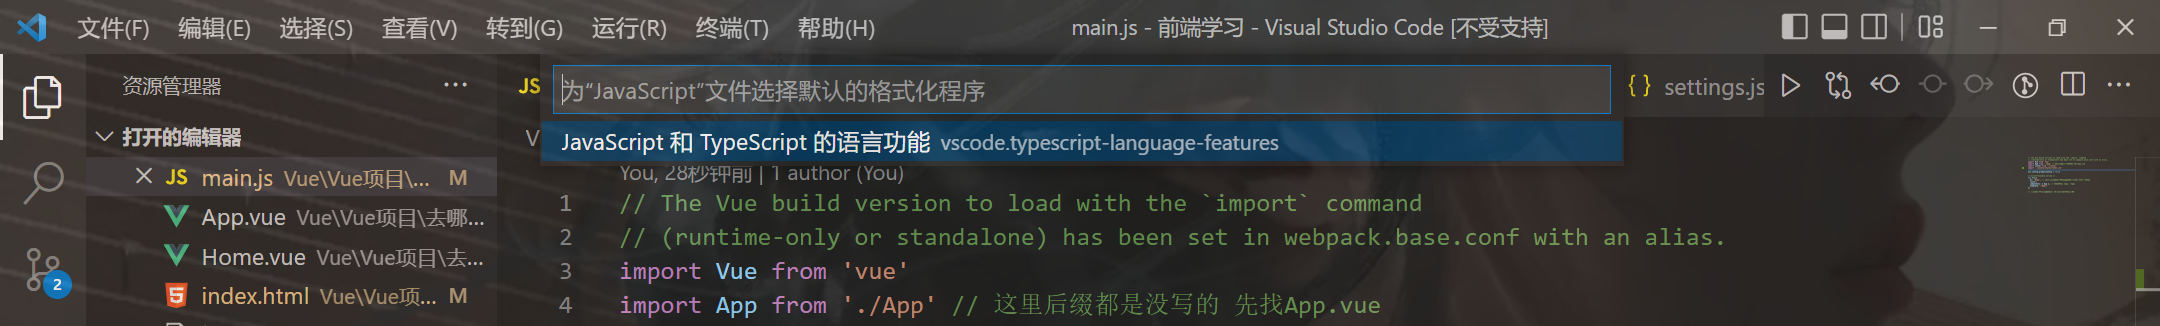 文件(F) 编辑(E) 选择(S) 查看(V) 转到(G) 运行(R) 终端(T) 帮助(H) main.js - 前端学习 - Visual Studio Code [不受支持]
资源管理器 ···
JS 为“JavaScript”文件选择默认的格式化程序 {} settings.js ···
打开的编辑器
V JavaScript 和 TypeScript 的语言功能 vscode.typescript-language-features
JS main.js Vue\Vue项目\... M
You, 28秒钟前 | 1 author (You)
App.vue Vue\Vue项目\去哪...
Home.vue Vue\Vue项目\去...
index.html Vue\Vue项... M
2
1 // The Vue build version to load with the `import` command
2 // (runtime-only or standalone) has been set in webpack.base.conf with an alias.
3 import Vue from 'vue'
4 import App from './App' // 这里后缀都是没写的 先找App.vue